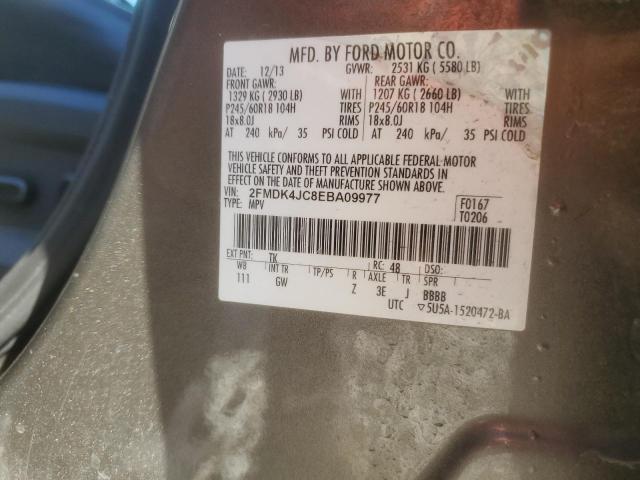 MFD. BY FORD MOTOR CO.
DATE: 12/13 GVWR: 2531 KG ( 5580 LB)
FRONT GAWR: REAR GAWR:
1329 KG ( 2930 LB) WITH 1207 KG ( 2660 LB) WITH
P245/60R18 104H TIRES P245/60R18 104H TIRES
18x8.0J RIMS 18x8.0J RIMS
AT 240 kPa/ 35 PSI COLD AT 240 kPa/ 35 PSI COLD
THIS VEHICLE CONFORMS TO ALL APPLICABLE FEDERAL MOTOR
VEHICLE SAFETY AND THEFT PREVENTION STANDARDS IN
EFFECT ON THE DATE OF MANUFACTURE SHOWN ABOVE.
VIN: 2FMDK4JC8EBA09977 F0167
TYPE: MPV T0206
EXT PNT: TK RC: 48 DSO:
WB INT TR TP/PS R AXLE TR SPR
111 GW Z 3E J BBBB
UTC ▽5U5A-1520472-BA